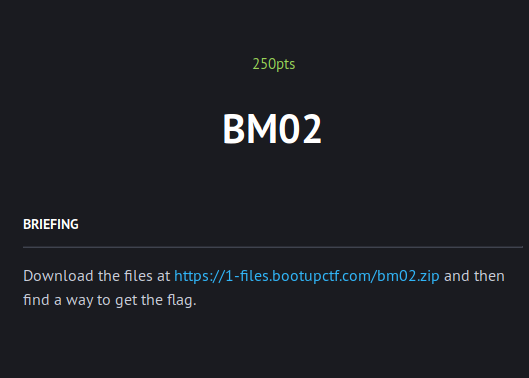 250pts
BM02
BRIEFING
Download the files at https://1-files.bootupctf.com/bm02.zip and then
find a way to get the flag.